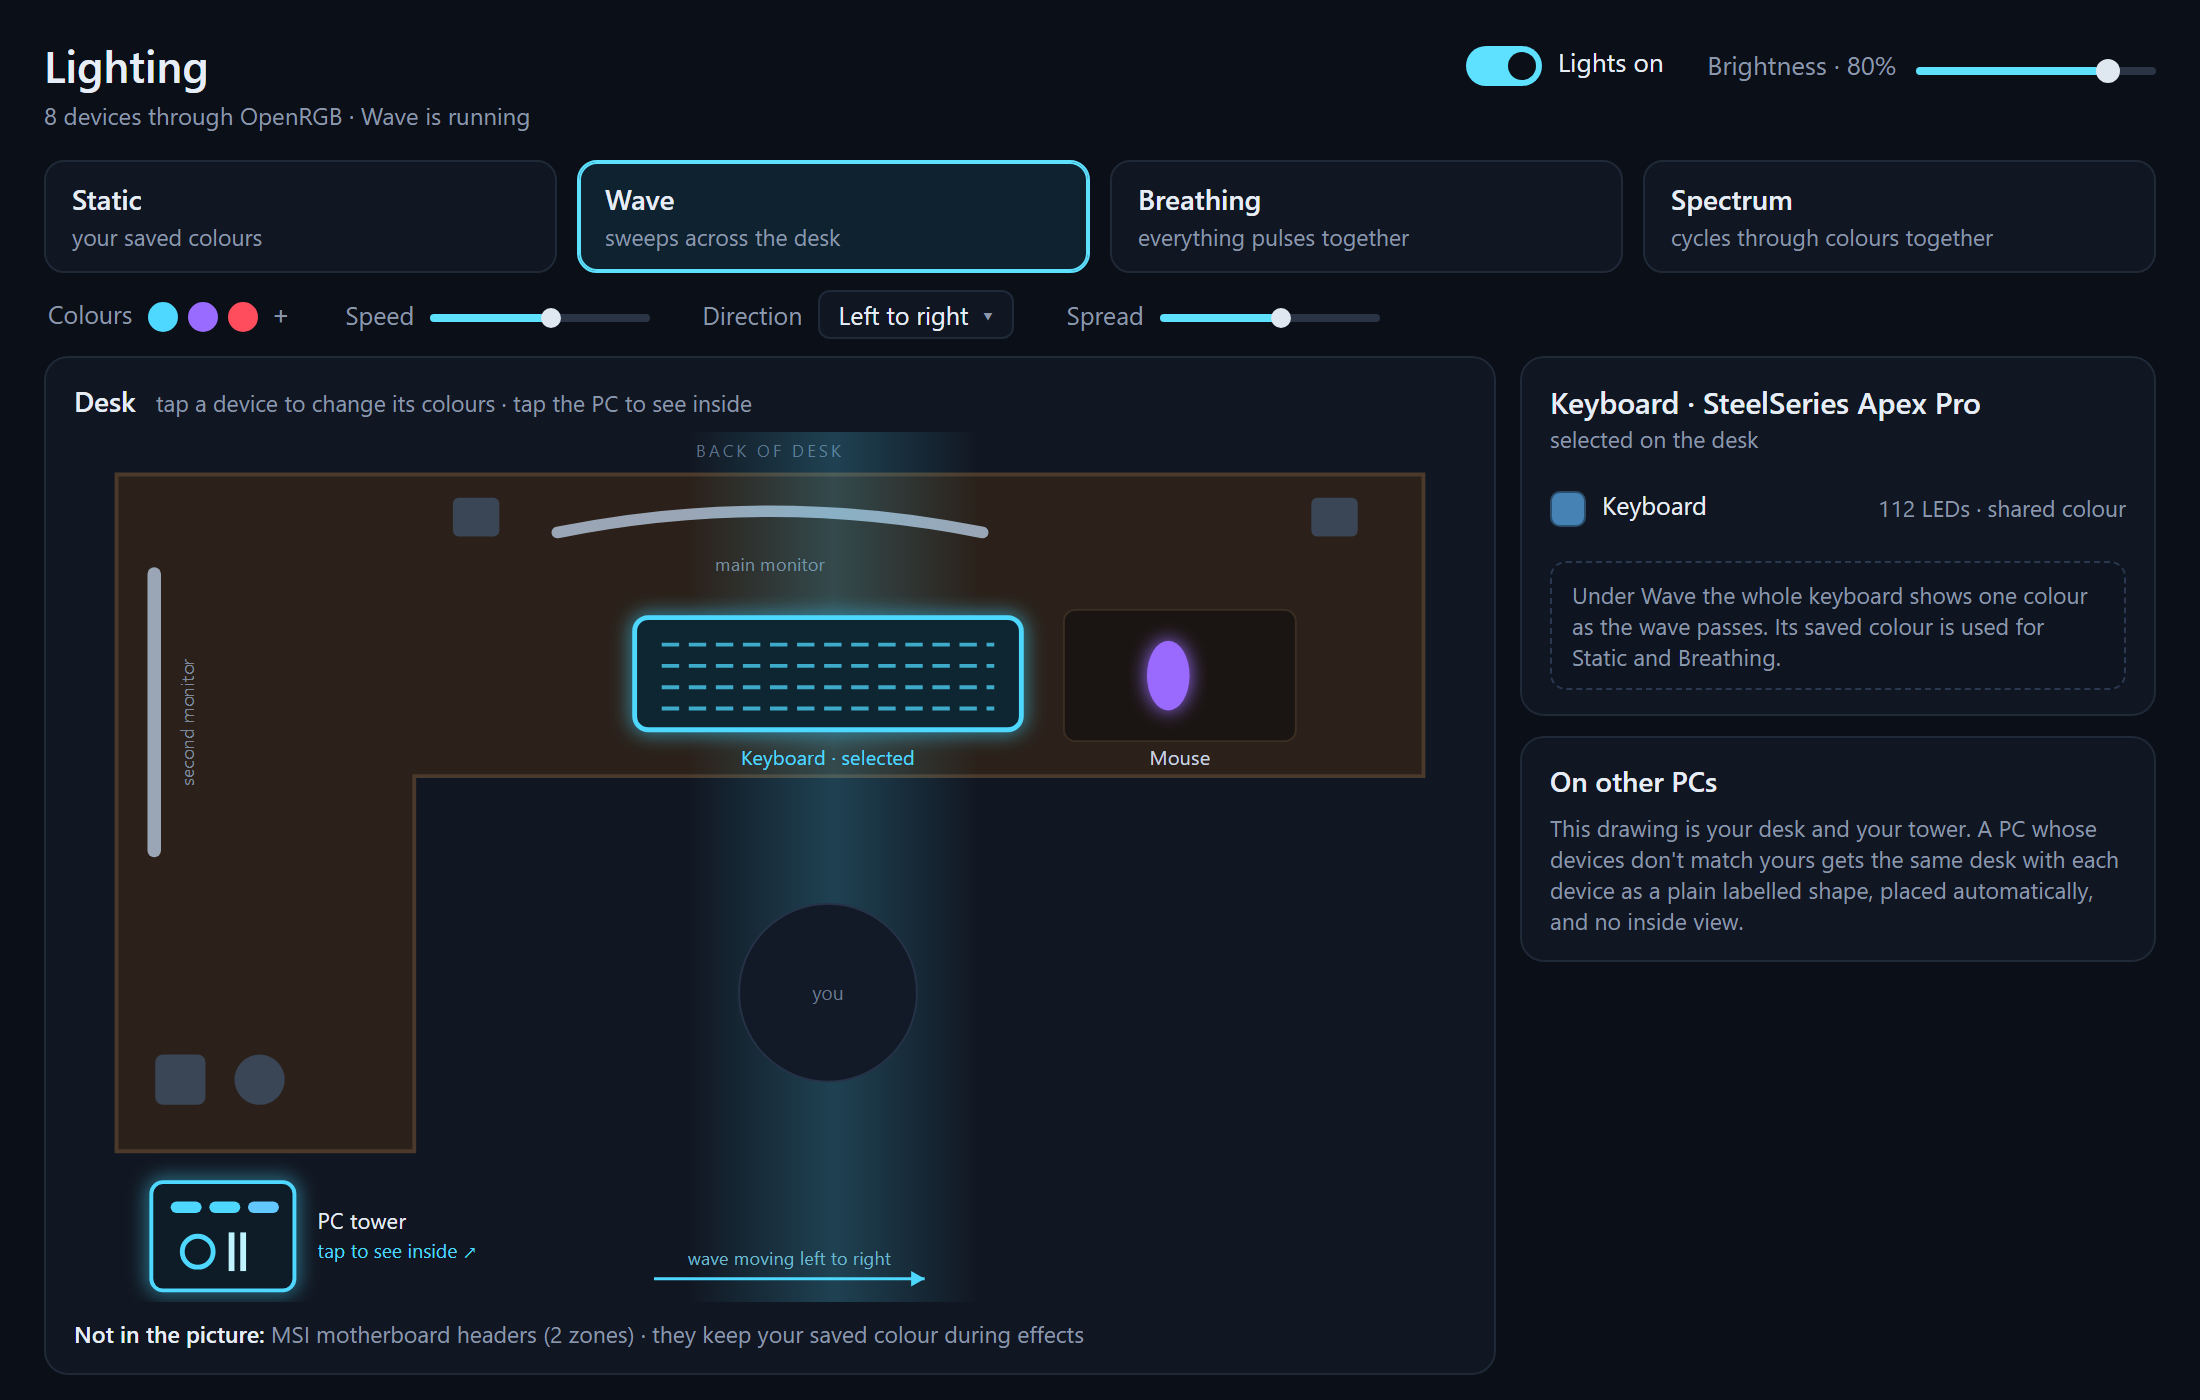 Lighting
8 devices through OpenRGB · Wave is running
Lights on
Brightness · 80%
Static
your saved colours
Wave
sweeps across the desk
Breathing
everything pulses together
Spectrum
cycles through colours together
Colours
+
Speed
Direction
Left to right
Spread
Desk tap a device to change its colours · tap the PC to see inside
BACK OF DESK
main monitor
second monitor
Keyboard · selected
Mouse
you
PC tower
tap to see inside ↗
wave moving left to right
Not in the picture: MSI motherboard headers (2 zones) · they keep your saved colour during effects
Keyboard · SteelSeries Apex Pro
selected on the desk
Keyboard
112 LEDs · shared colour
Under Wave the whole keyboard shows one colour
as the wave passes. Its saved colour is used for
Static and Breathing.
On other PCs
This drawing is your desk and your tower. A PC whose
devices don't match yours gets the same desk with each
device as a plain labelled shape, placed automatically,
and no inside view.